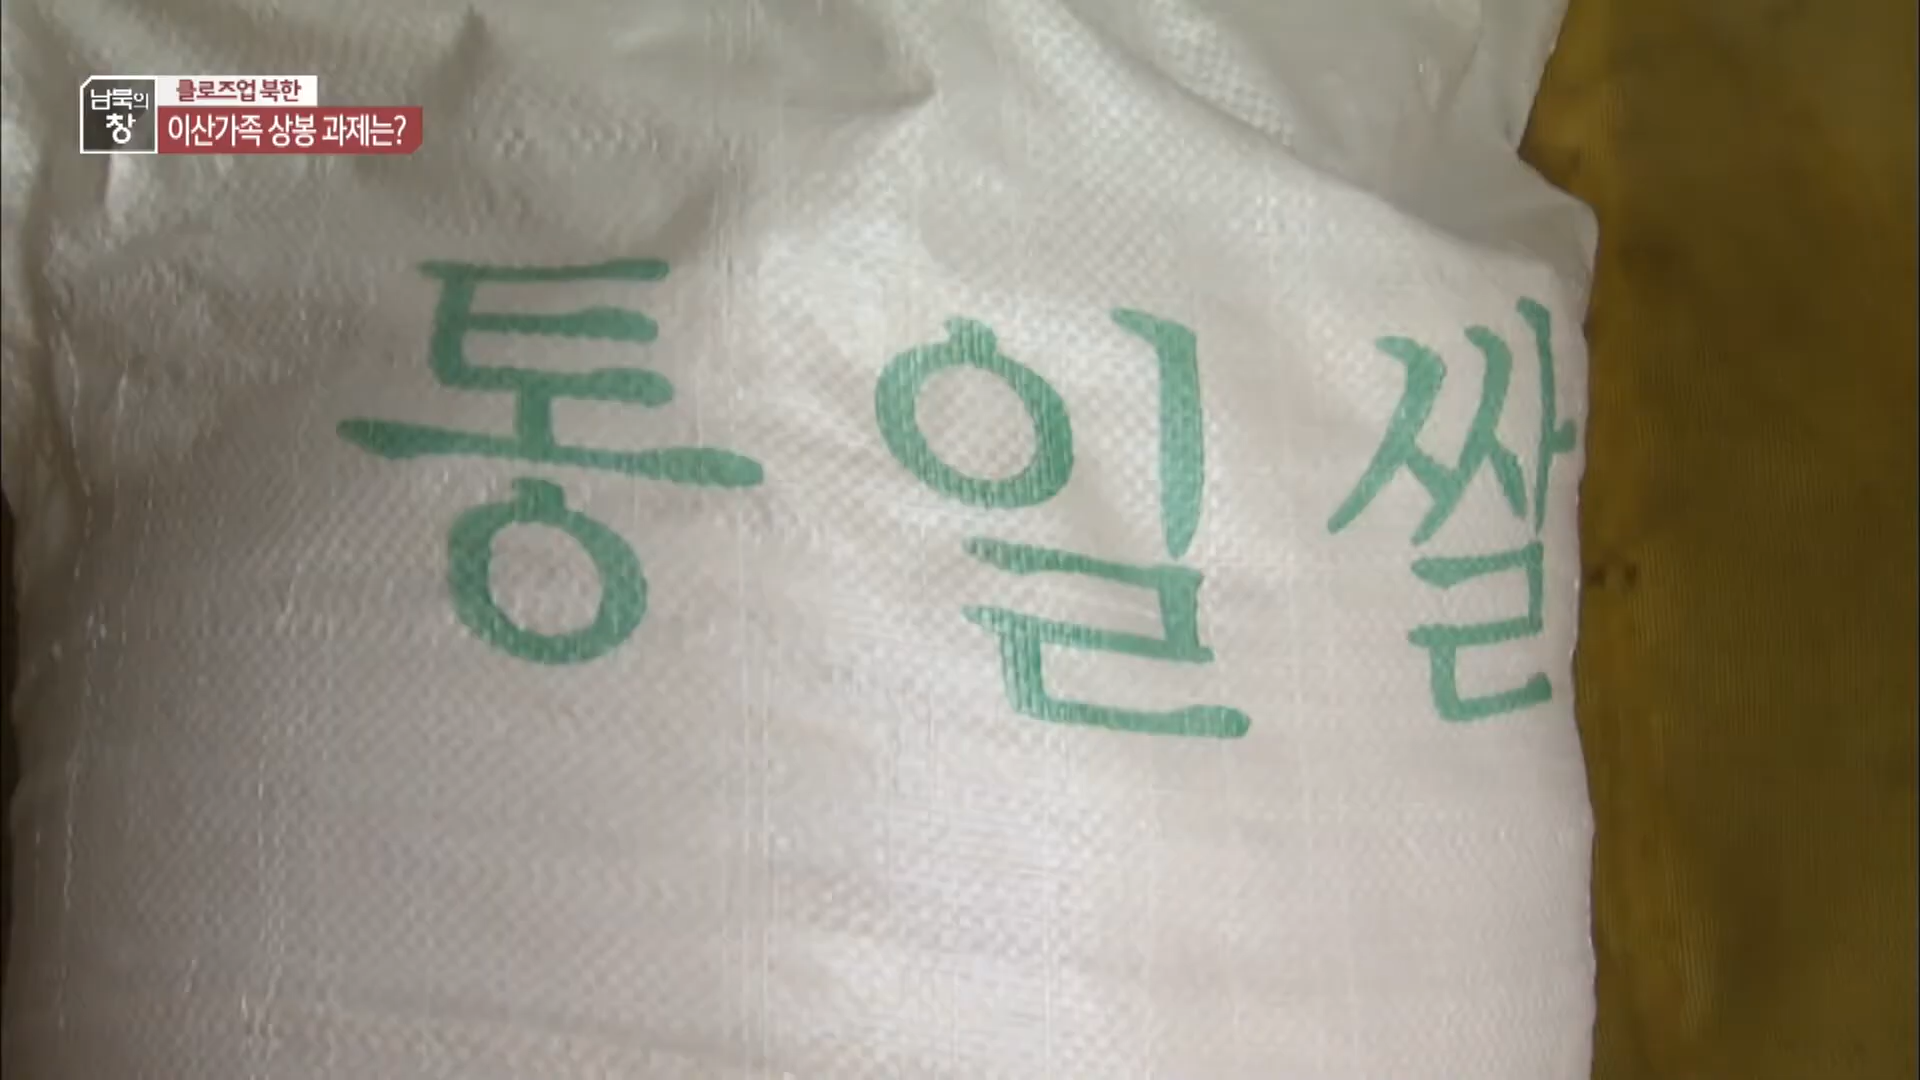 남북의
창
클로즈업 북한
이산가족 상봉 과제는?
통일쌀